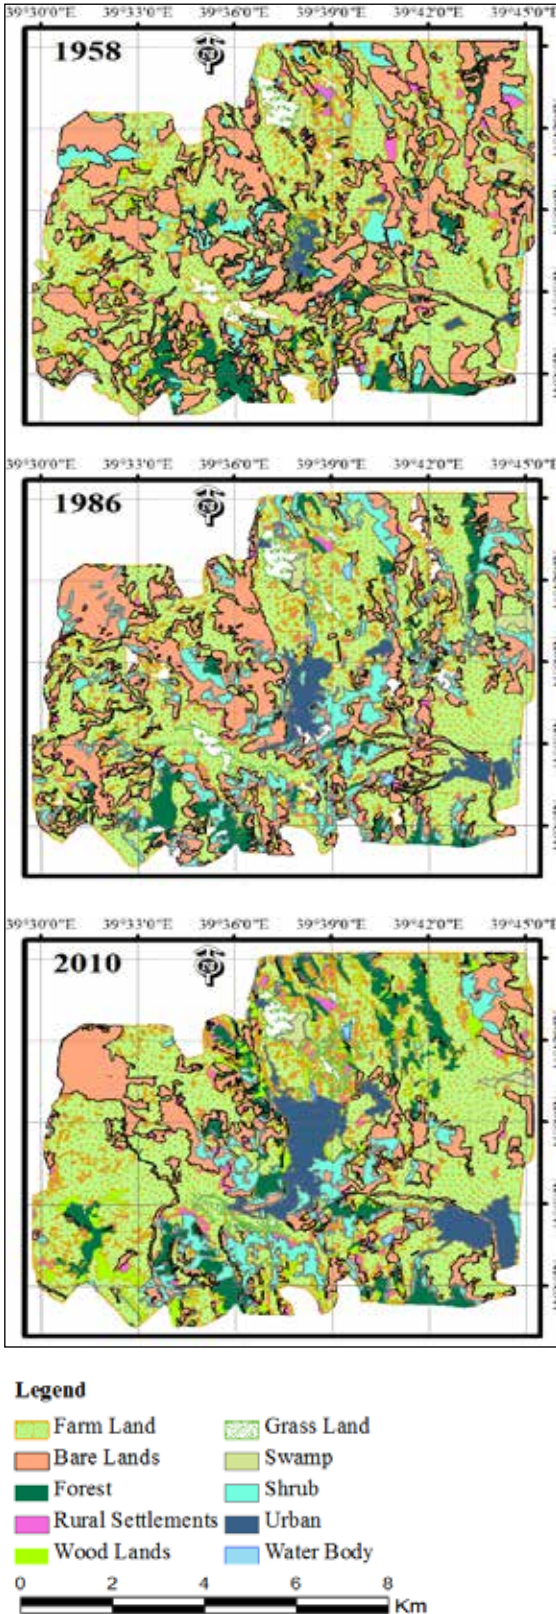 39°30'0"E 39°33'0"E 39°36'0"E 39°39'0"E 39°42'0"E 39°45'0"E
1958
39°30'0"E 39°33'0"E 39°36'0"E 39°39'0"E 39°42'0"E 39°45'0"E
1986
39°30'0"E 39°33'0"E 39°36'0"E 39°39'0"E 39°42'0"E 39°45'0"E
2010
Legend
Farm Land Grass Land
Bare Lands Swamp
Forest Shrub
Rural Settlements Urban
Wood Lands Water Body
0 2 4 6 8
Km